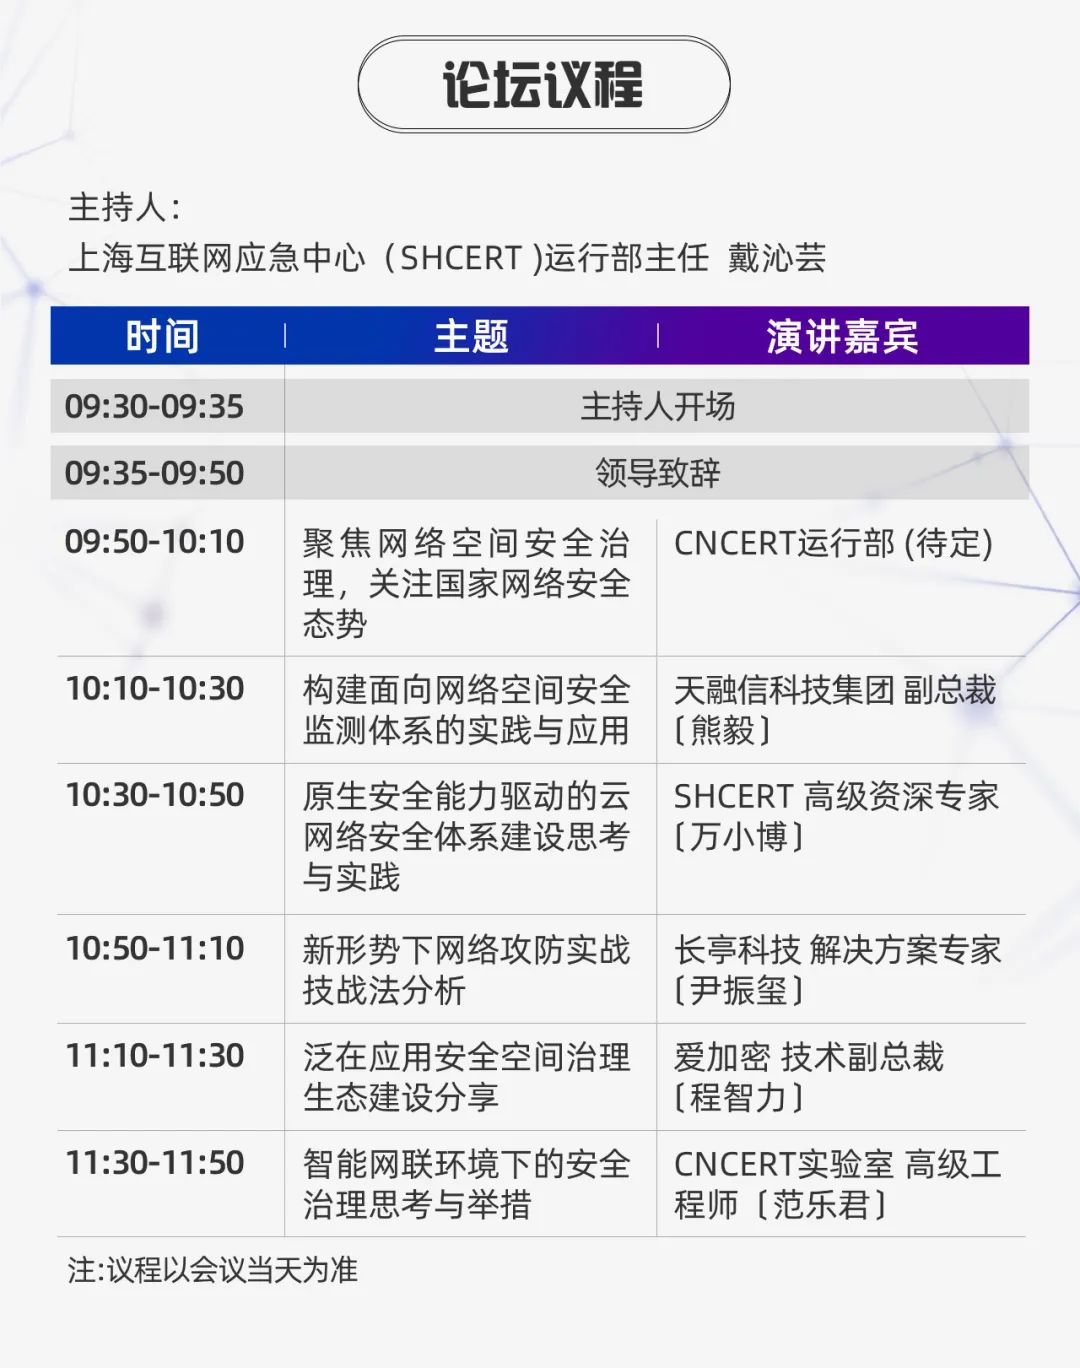 论坛议程
主持人：
上海互联网应急中心（SHCERT )运行部主任 戴沁芸
时间 主题 演讲嘉宾
09:30-09:35 主持人开场
09:35-09:50 领导致辞
09:50-10:10 聚焦网络空间安全治 CNCERT运行部 (待定)
理，关注国家网络安全
态势
10:10-10:30 构建面向网络空间安全 天融信科技集团 副总裁
监测体系的实践与应用 〔熊毅〕
10:30-10:50 原生安全能力驱动的云 SHCERT 高级资深专家
网络安全体系建设思考 〔万小博〕
与实践
10:50-11:10 新形势下网络攻防实战 长亭科技 解决方案专家
技战法分析 〔尹振玺〕
11:10-11:30 泛在应用安全空间治理 爱加密 技术副总裁
生态建设分享 〔程智力〕
11:30-11:50 智能网联环境下的安全 CNCERT实验室 高级工
治理思考与举措 程师〔范乐君〕
注:议程以会议当天为准